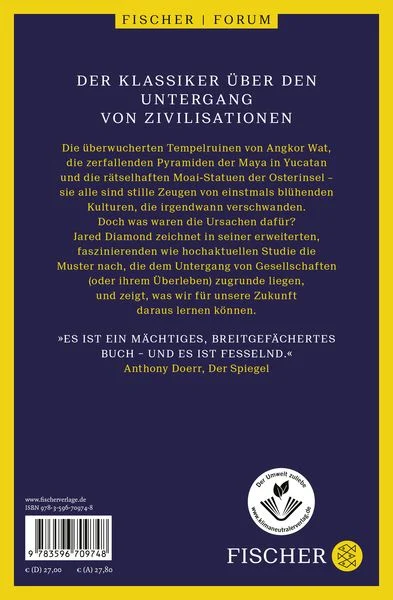 FISCHER | FORUM
DER KLASSIKER ÜBER DEN
UNTERGANG
VON ZIVILISATIONEN
Die überwucherten Tempelruinen von Angkor Wat,
die zerfallenden Pyramiden der Maya in Yucatan
und die rätselhaften Moai-Statuen der Osterinsel –
sie alle sind stille Zeugen von einstmals blühenden
Kulturen, die irgendwann verschwanden.
Doch was waren die Ursachen dafür?
Jared Diamond zeichnet in seiner erweiterten,
faszinierenden wie hochaktuellen Studie die
Muster nach, die dem Untergang von Gesellschaften
(oder ihrem Überleben) zugrunde liegen,
und zeigt, was wir für unsere Zukunft
daraus lernen können.
»ES IST EIN MÄCHTIGES, BREITGEFÄCHERTES
BUCH – UND ES IST FESSELND.«
Anthony Doerr, Der Spiegel
Der Umwelt zuliebe
www.klimaneutralerverlag.de
www.fischerverlage.de
ISBN 978-3-596-70974-8
9 783596 709748
€ (D) 27,00 € (A) 27,80
FISCHER